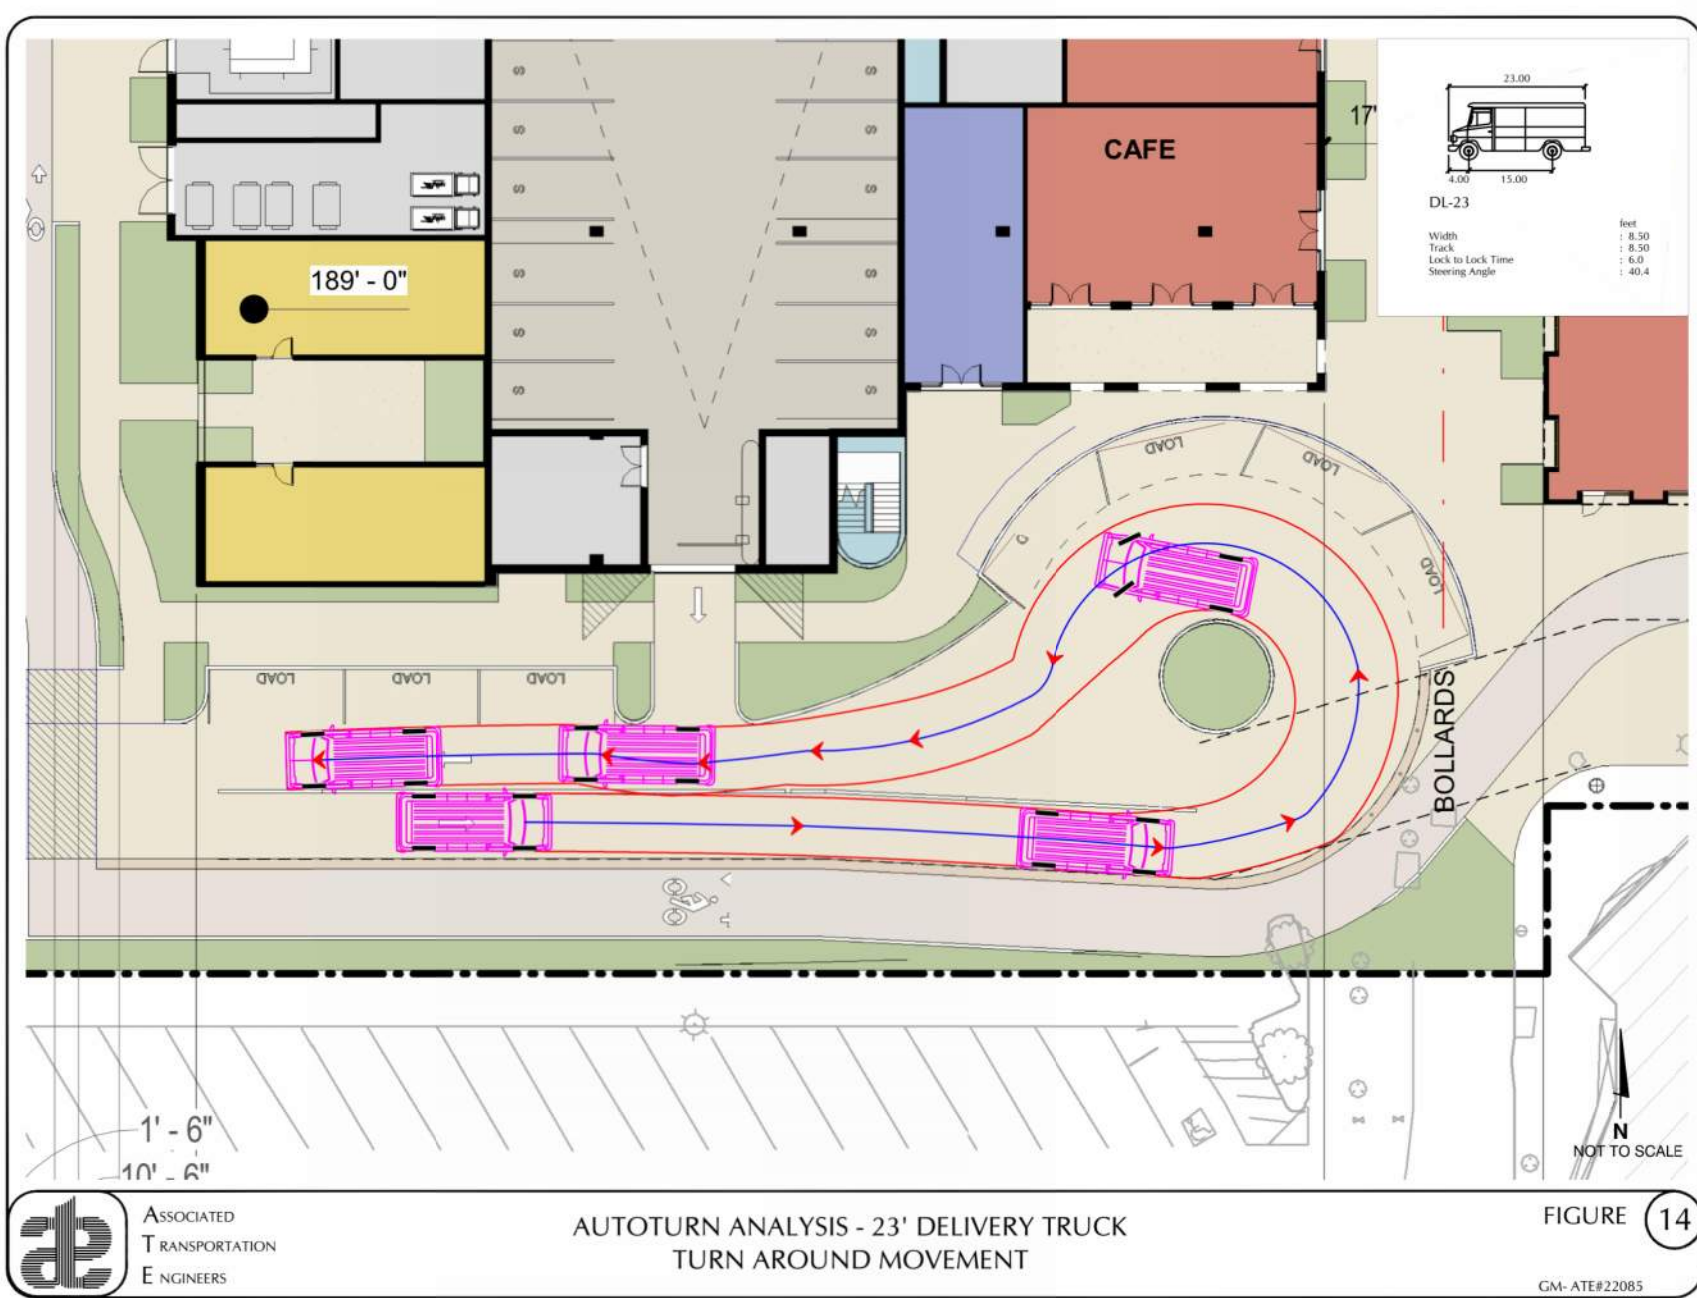 CAFE
17'
189' - 0"
23.00
4.00
15.00
DL-23
feet
Width : 8.50
Track : 8.50
Lock to Lock Time : 6.0
Steering Angle : 40.4
S
S
S
S
S
S
S
S
S
S
S
S
LOAD
LOAD
LOAD
LOAD
LOAD
LOAD
BOLLARDS
1' - 6"
10' - 6"
N
NOT TO SCALE
ASSOCIATED
TRANSPORTATION
ENGINEERS
AUTOTURN ANALYSIS - 23' DELIVERY TRUCK
TURN AROUND MOVEMENT
FIGURE 14
GM- ATE#22085